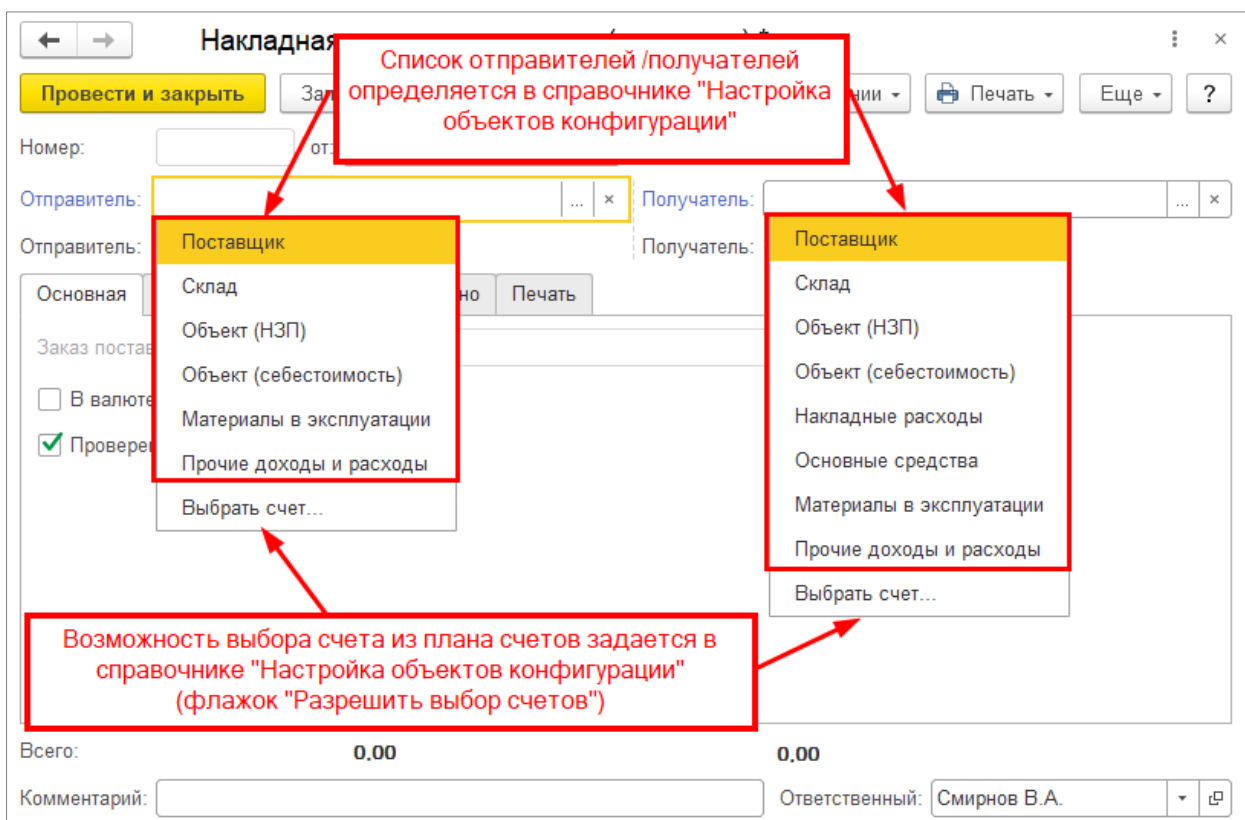 Накладная
Список отправителей /получателей
определяется в справочнике "Настройка
объектов конфигурации"
Провести и закрыть
Печать
Еще
?
Номер:
от:
Отправитель:
...
Получатель:
...
Отправитель:
Получатель:
Поставщик
Склад
Объект (НЗП)
Объект (себестоимость)
Материалы в эксплуатации
Прочие доходы и расходы
Выбрать счет...
Поставщик
Склад
Объект (НЗП)
Объект (себестоимость)
Накладные расходы
Основные средства
Материалы в эксплуатации
Прочие доходы и расходы
Выбрать счет...
Основная
Печать
В валюте
Возможность выбора счета из плана счетов задается в
справочнике "Настройка объектов конфигурации"
(флажок "Разрешить выбор счетов")
Всего:
0,00
0,00
Комментарий:
Ответственный:
Смирнов В.А.